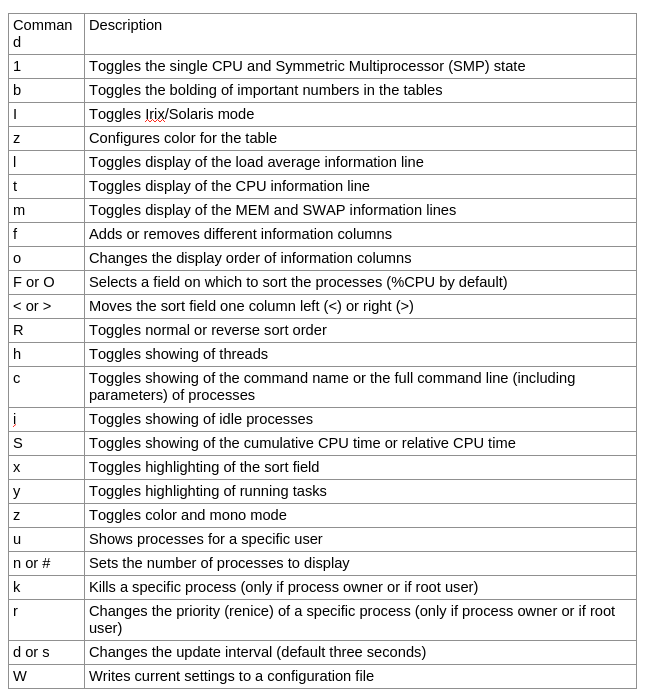 Comman
d
Description
1 Toggles the single CPU and Symmetric Multiprocessor (SMP) state
b Toggles the bolding of important numbers in the tables
I Toggles Irix/Solaris mode
z Configures color for the table
l Toggles display of the load average information line
t Toggles display of the CPU information line
m Toggles display of the MEM and SWAP information lines
f Adds or removes different information columns
o Changes the display order of information columns
F or O Selects a field on which to sort the processes (%CPU by default)
< or > Moves the sort field one column left (<) or right (>)
R Toggles normal or reverse sort order
h Toggles showing of threads
c Toggles showing of the command name or the full command line (including
parameters) of processes
i Toggles showing of idle processes
S Toggles showing of the cumulative CPU time or relative CPU time
x Toggles highlighting of the sort field
y Toggles highlighting of running tasks
z Toggles color and mono mode
u Shows processes for a specific user
n or # Sets the number of processes to display
k Kills a specific process (only if process owner or if root user)
r Changes the priority (renice) of a specific process (only if process owner or if root
user)
d or s Changes the update interval (default three seconds)
W Writes current settings to a configuration file